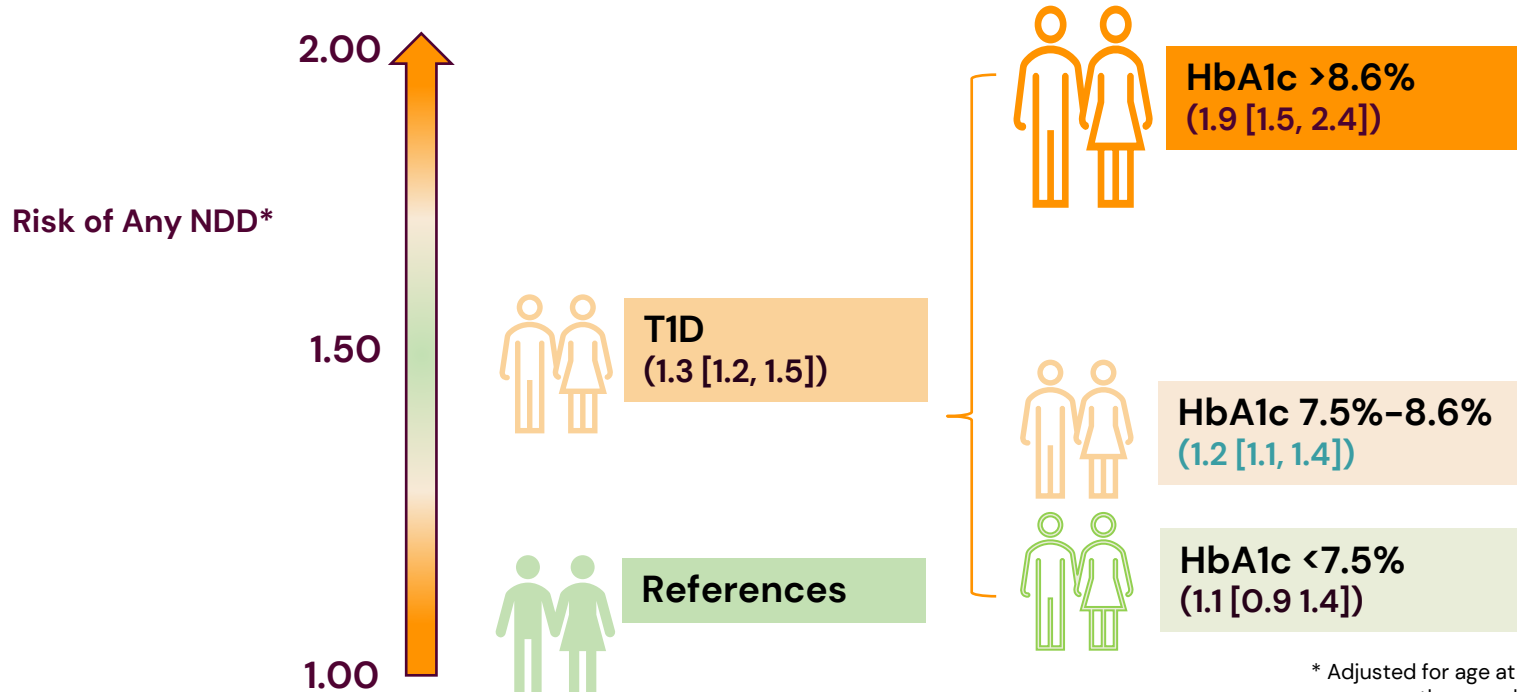 2.00
Risk of Any NDD*
1.50
1.00
T1D
(1.3 [1.2, 1.5])
References
HbA1c >8.6%
(1.9 [1.5, 2.4])
HbA1c 7.5%–8.6%
(1.2 [1.1, 1.4])
HbA1c <7.5%
(1.1 [0.9 1.4])
* Adjusted for age at